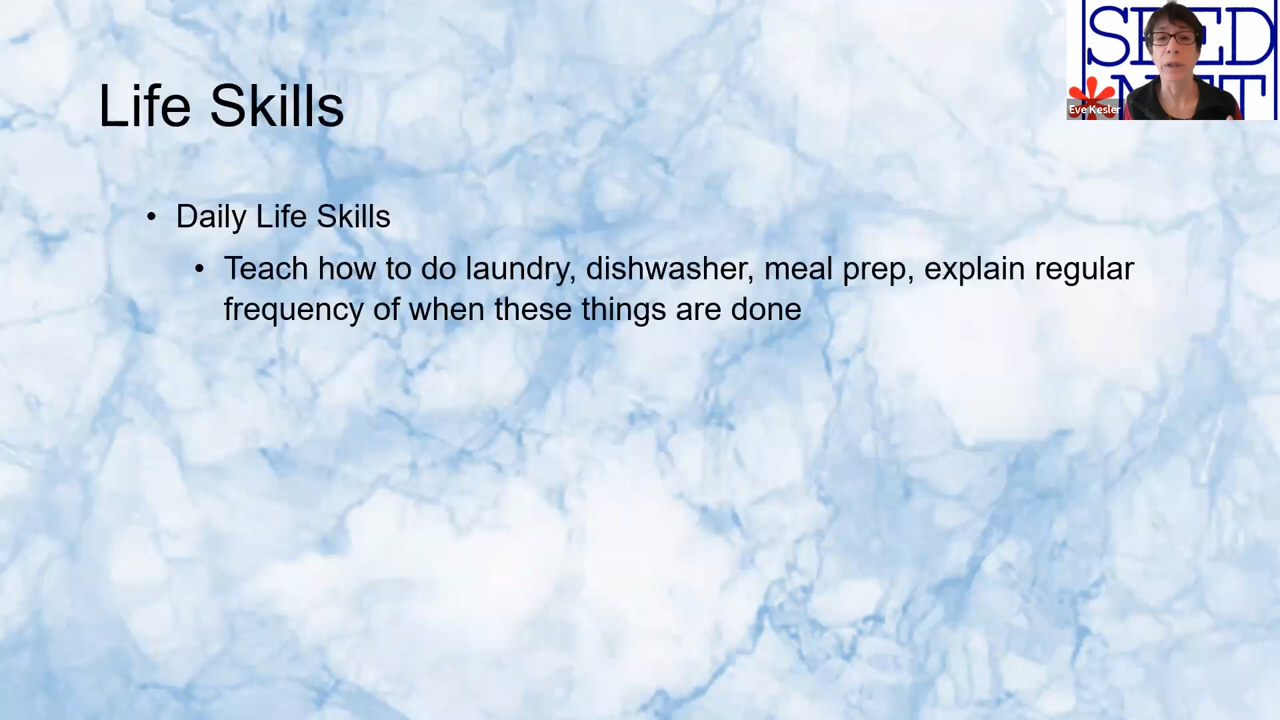 Life Skills
• Daily Life Skills
• Teach how to do laundry, dishwasher, meal prep, explain regular
frequency of when these things are done
Eve Kesler